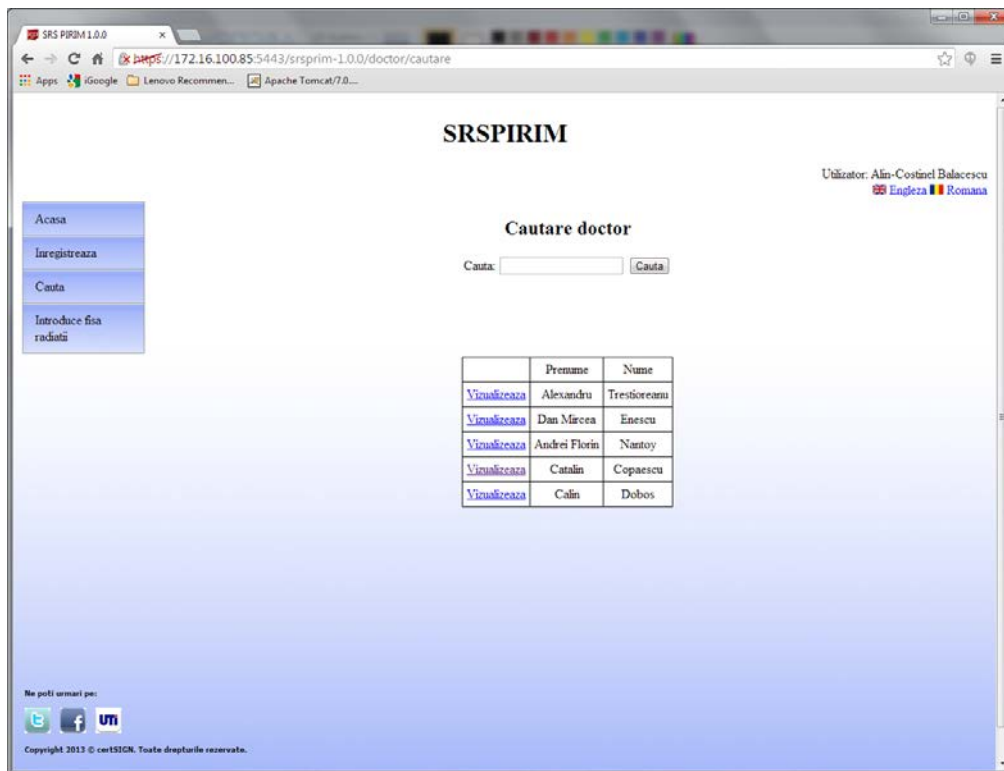 SRS PIRIM 1.0.0
https://172.16.100.85:5443/srsprim-1.0.0/doctor/cautare
Apps iGoogle Lenovo Recommen... Apache Tomcat/7.0....
SRSPIRIM
Utilizator: Alin-Costinel Balacescu
Engleza Romana
Acasa
Inregistreaza
Cauta
Introduce fisa
radiatii
Cautare doctor
Cauta: Cauta
Prenume Nume
Vizualizeaza Alexandru Trestioreanu
Vizualizeaza Dan Mircea Enescu
Vizualizeaza Andrei Florin Nantoy
Vizualizeaza Catalin Copaescu
Vizualizeaza Calin Dobos
Ne poti urmari pe:
UTI
Copyright 2013 © certSIGN. Toate drepturile rezervate.